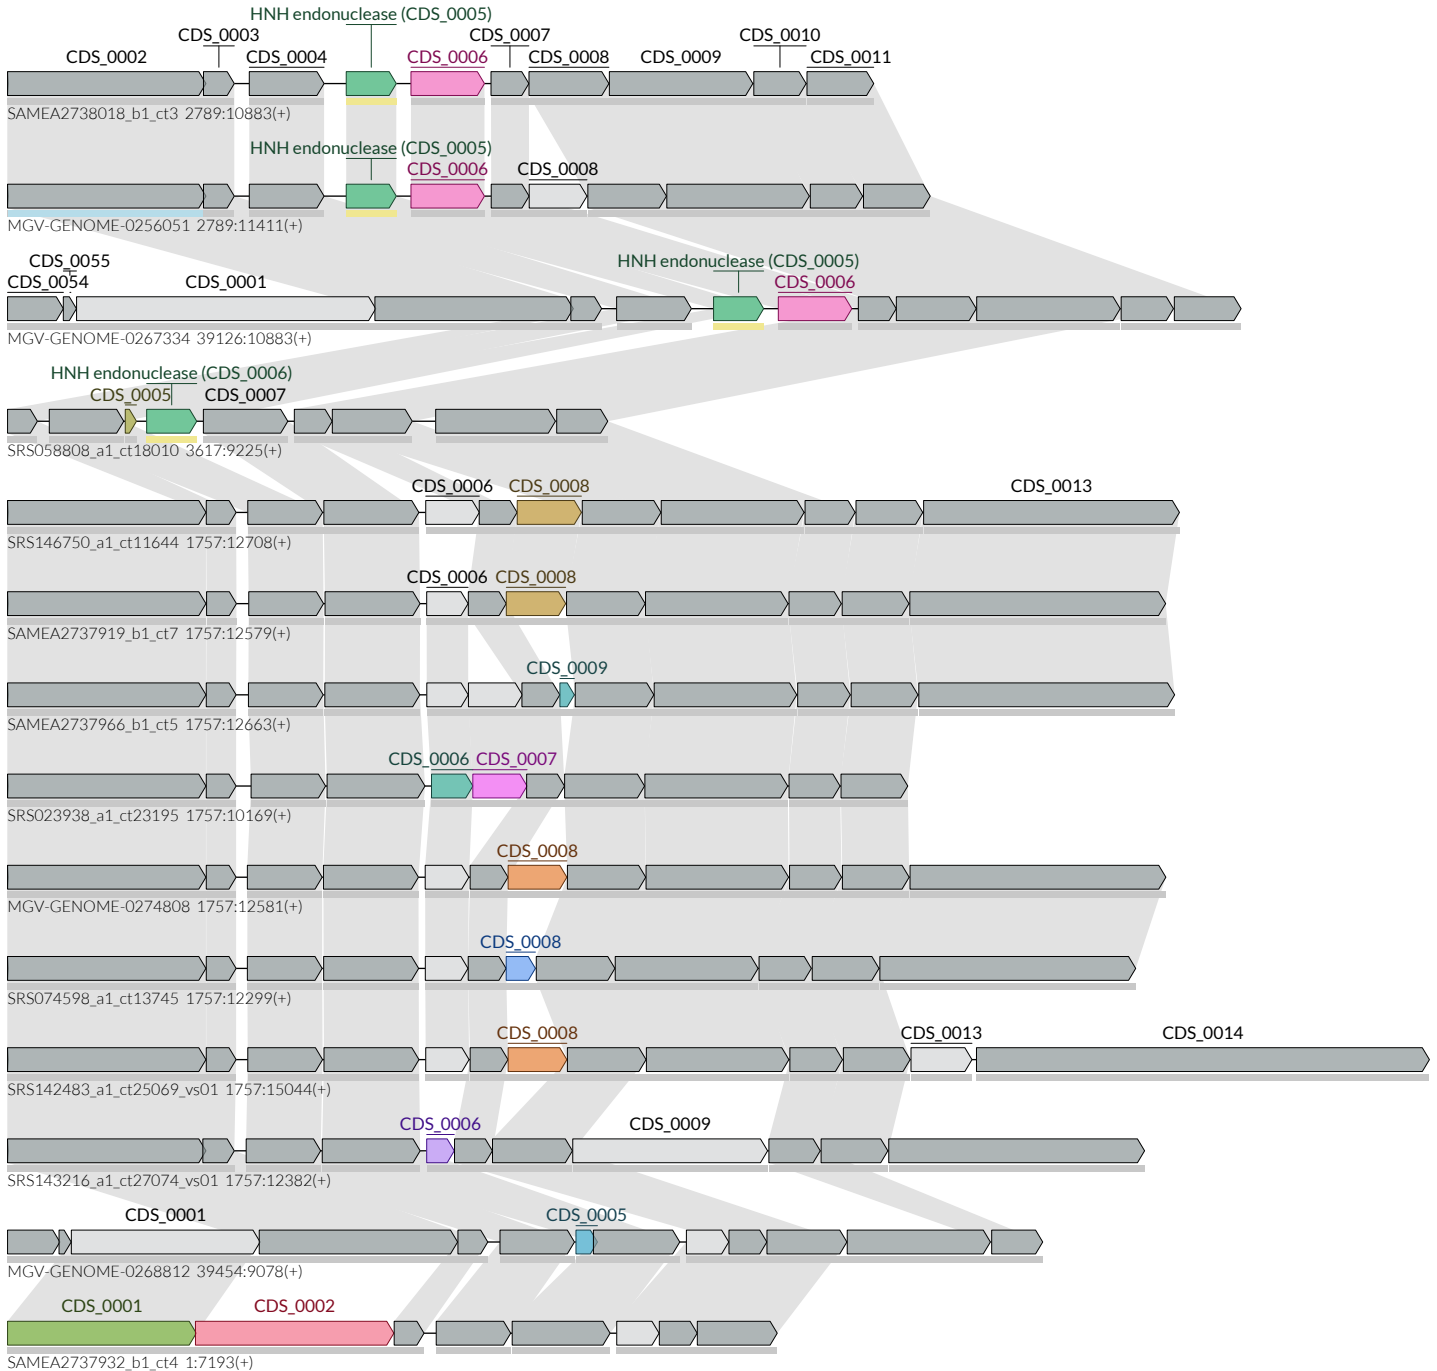 HNH endonuclease (CDS_0005)
CDS_0003 CDS_0007 CDS_0010
CDS_0002 CDS_0004 CDS_0006 CDS_0008 CDS_0009 CDS_0011
SAMEA2738018_b1_ct3 2789:10883(+)
HNH endonuclease (CDS_0005)
CDS_0006 CDS_0008
MGV-GENOME-0256051 2789:11411(+)
CDS_0055 HNH endonuclease (CDS_0005)
CDS_0054 CDS_0001 CDS_0006
MGV-GENOME-0267334 39126:10883(+)
HNH endonuclease (CDS_0006)
CDS_0005 CDS_0007
SRS058808_a1_ct18010 3617:9225(+)
CDS_0006 CDS_0008 CDS_0013
SRS146750_a1_ct11644 1757:12708(+)
CDS_0006 CDS_0008
SAMEA2737919_b1_ct7 1757:12579(+)
CDS_0009
SAMEA2737966_b1_ct5 1757:12663(+)
CDS_0006 CDS_0007
SRS023938_a1_ct23195 1757:10169(+)
CDS_0008
MGV-GENOME-0274808 1757:12581(+)
CDS_0008
SRS074598_a1_ct13745 1757:12299(+)
CDS_0008 CDS_0013 CDS_0014
SRS142483_a1_ct25069_vs01 1757:15044(+)
CDS_0006 CDS_0009
SRS143216_a1_ct27074_vs01 1757:12382(+)
CDS_0001 CDS_0005
MGV-GENOME-0268812 39454:9078(+)
CDS_0001 CDS_0002
SAMEA2737932_b1_ct4 1:7193(+)